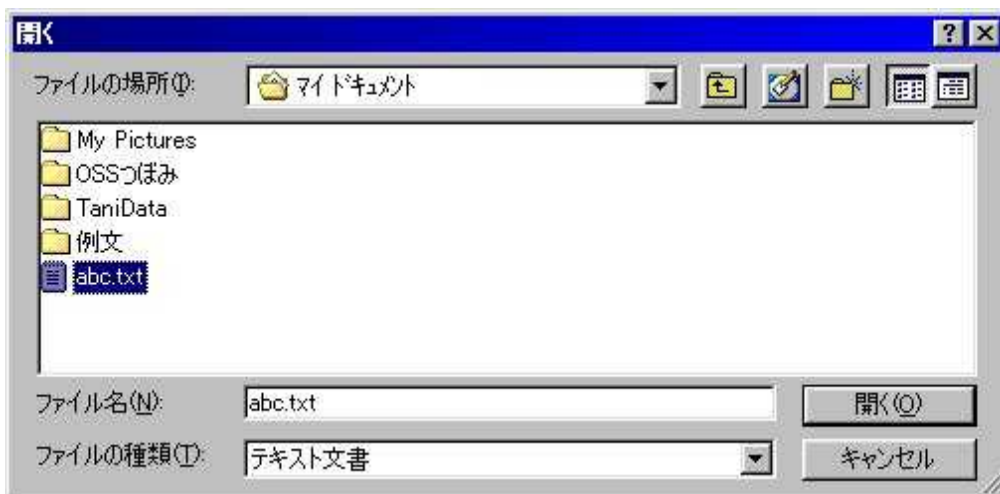 開く
ファイルの場所(I):
マイ ドキュメント
My Pictures
OSSつぼみ
TaniData
例文
abc.txt
ファイル名(N):
abc.txt
開く(O)
ファイルの種類(T):
テキスト文書
キャンセル